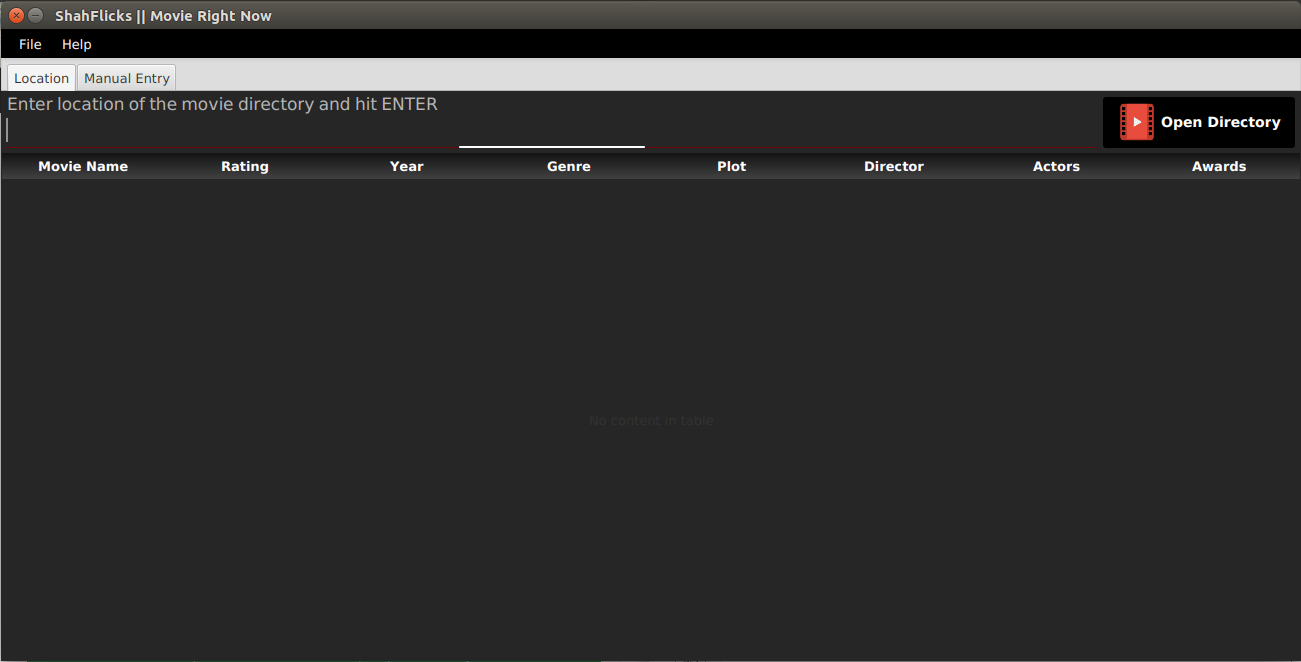 ShahFlicks || Movie Right Now
File Help
Location Manual Entry
Enter location of the movie directory and hit ENTER
Open Directory
Movie Name Rating Year Genre Plot Director Actors Awards
No content in table